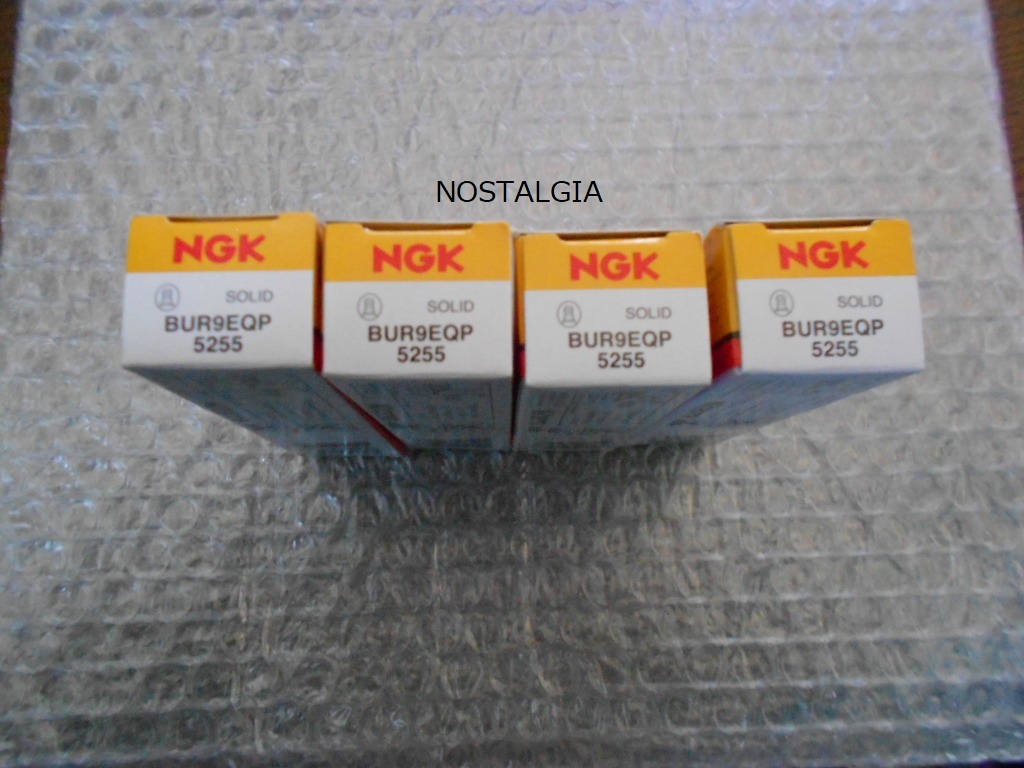 NOSTALGIA
NGK
SOLID
BUR9EQP
5255
NGK
SOLID
BUR9EQP
5255
NGK
SOLID
BUR9EQP
5255
NGK
SOLID
BUR9EQP
5255